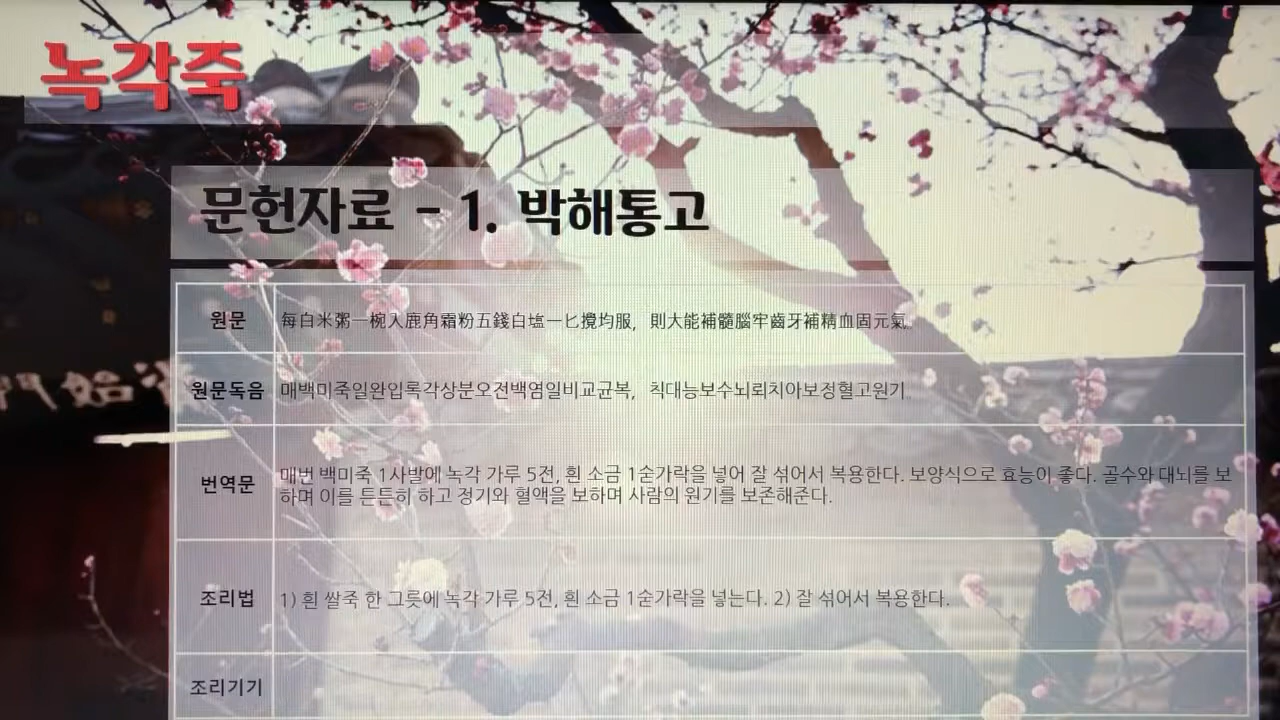 녹각죽
문헌자료 - 1. 박해통고
원문
每白米粥一椀入鹿角霜粉五錢白塩一匕攪均服, 則大能補髓腦牢齒牙補精血固元氣.
원문독음
매백미죽일완입록각상분오전백염일비교균복, 칙대능보수뇌뢰치아보정혈고원기.
번역문
매번 백미죽 1사발에 녹각 가루 5전, 흰 소금 1숟가락을 넣어 잘 섞어서 복용한다. 보양식으로 효능이 좋다. 골수와 대뇌를 보
하며 이를 튼튼히 하고 정기와 혈액을 보하며 사람의 원기를 보존해준다.
조리법
1) 흰 쌀죽 한 그릇에 녹각 가루 5전, 흰 소금 1숟가락을 넣는다. 2) 잘 섞어서 복용한다.
조리기기